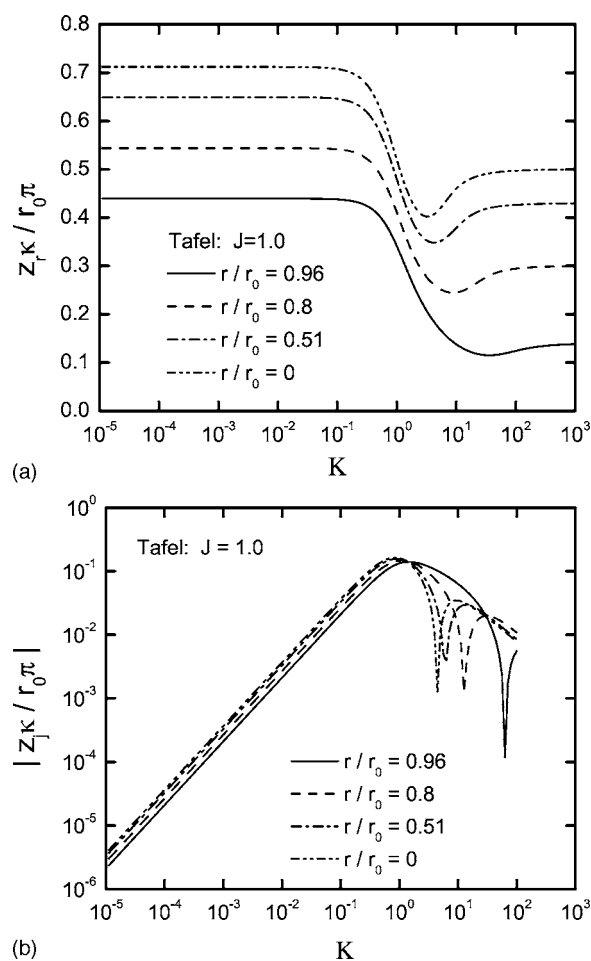 0.8
0.7
0.6
0.5
0.4
0.3
0.2
0.1
0.0
z_r κ / r_0 π
Tafel: J=1.0
r / r_0 = 0.96
r / r_0 = 0.8
r / r_0 = 0.51
r / r_0 = 0
10^-5 10^-4 10^-3 10^-2 10^-1 10^0 10^1 10^2 10^3
K
(a)
10^0
10^-1
10^-2
10^-3
10^-4
10^-5
10^-6
| z_j κ / r_0 π |
Tafel: J = 1.0
r / r_0 = 0.96
r / r_0 = 0.8
r / r_0 = 0.51
r / r_0 = 0
10^-5 10^-4 10^-3 10^-2 10^-1 10^0 10^1 10^2 10^3
K
(b)